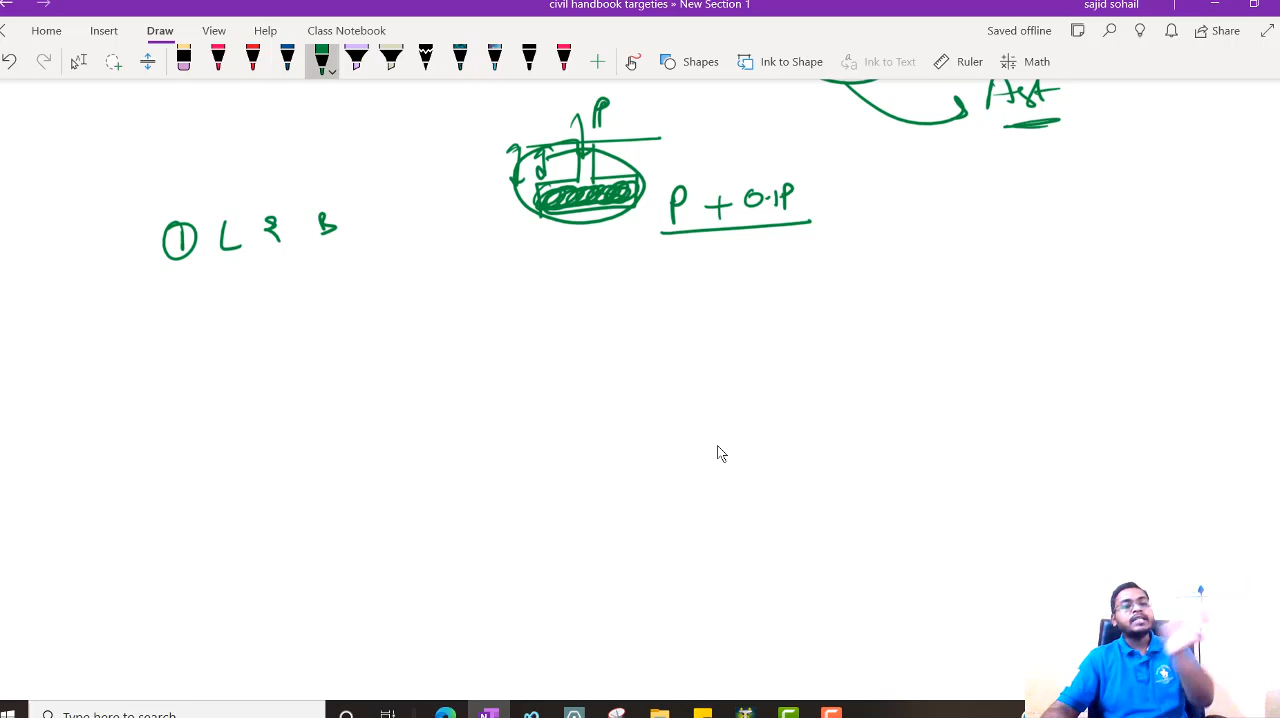 civil handbook targeties » New Section 1
sajid sohail
Home Insert Draw View Help Class Notebook
Saved offline
Share
Shapes
Ink to Shape
Ink to Text
Ruler
Math
Ast
P
P + 0.1P
① L & B
Type here to search